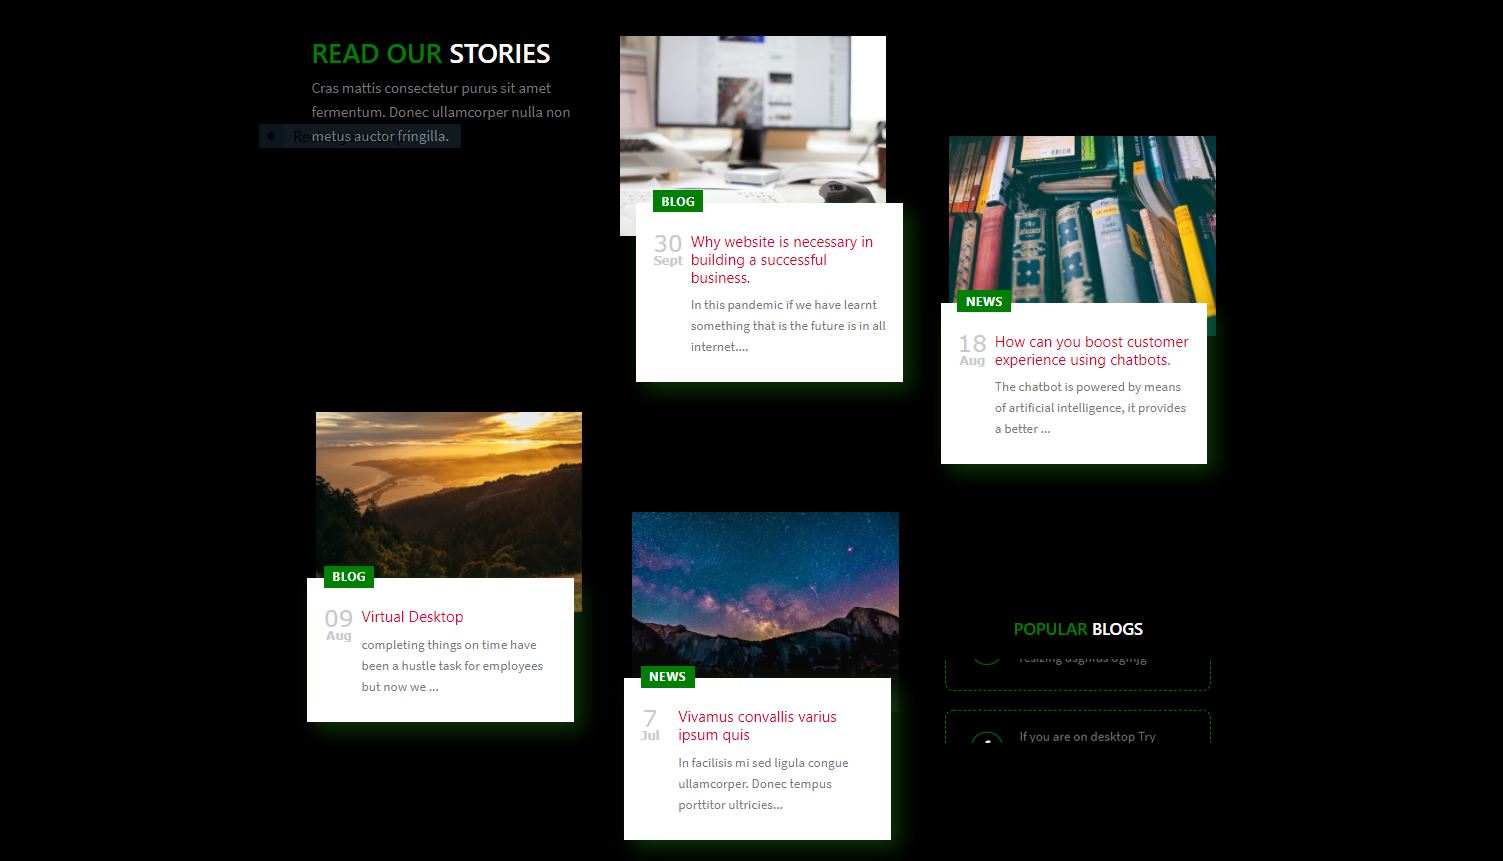 READ OUR STORIES
Cras mattis consectetur purus sit amet
fermentum. Donec ullamcorper nulla non
metus auctor fringilla.
BLOG
30
Sept
Why website is necessary in
building a successful
business.
In this pandemic if we have learnt
something that is the future is in all
internet....
NEWS
18
Aug
How can you boost customer
experience using chatbots.
The chatbot is powered by means
of artificial intelligence, it provides
a better ...
BLOG
09
Aug
Virtual Desktop
completing things on time have
been a hustle task for employees
but now we ...
NEWS
7
Jul
Vivamus convallis varius
ipsum quis
In facilisis mi sed ligula congue
ullamcorper. Donec tempus
porttitor ultricies...
POPULAR BLOGS
If you are on desktop Try